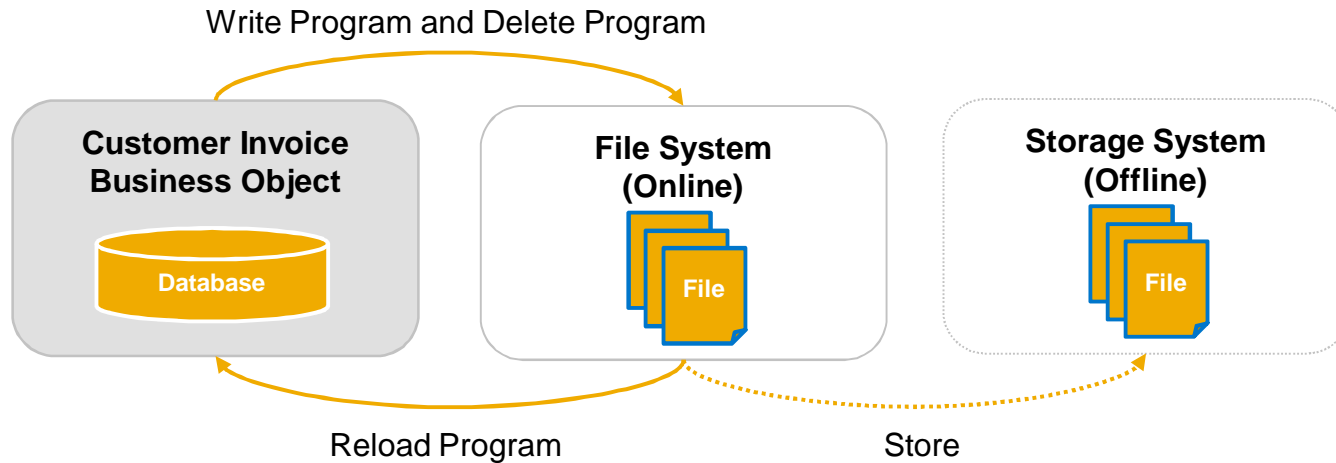 Write Program and Delete Program
Customer Invoice
Business Object
Database
File System
(Online)
File
Storage System
(Offline)
File
Reload Program
Store